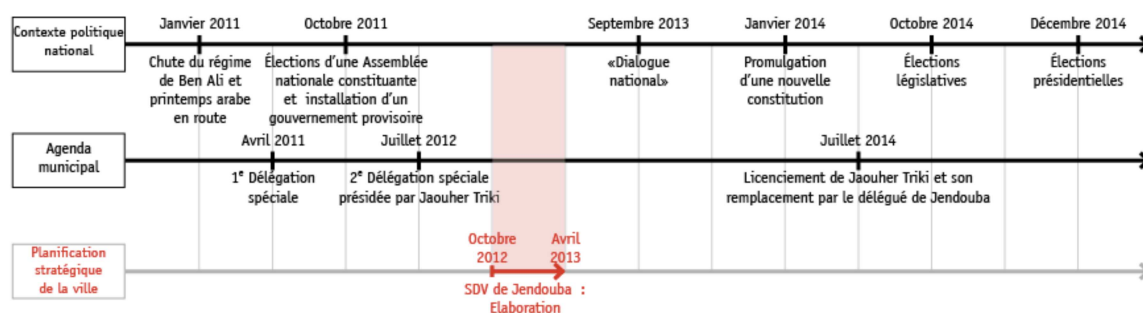 Contexte politique
national
Janvier 2011
Chute du régime
de Ben Ali et
printemps arabe
en route
Octobre 2011
Élections d'une Assemblée
nationale constituante
et installation d'un
gouvernement provisoire
Septembre 2013
«Dialogue
national»
Janvier 2014
Promulgation
d'une nouvelle
constitution
Octobre 2014
Élections
législatives
Décembre 2014
Élections
présidentielles
Agenda
municipal
Avril 2011
1e Délégation
spéciale
Juillet 2012
2e Délégation spéciale
présidée par Jaouher Triki
Juillet 2014
Licenciement de Jaouher Triki et son
remplacement par le délégué de Jendouba
Planification
stratégique
de la ville
Octobre
2012
Avril
2013
SDV de Jendouba :
Elaboration